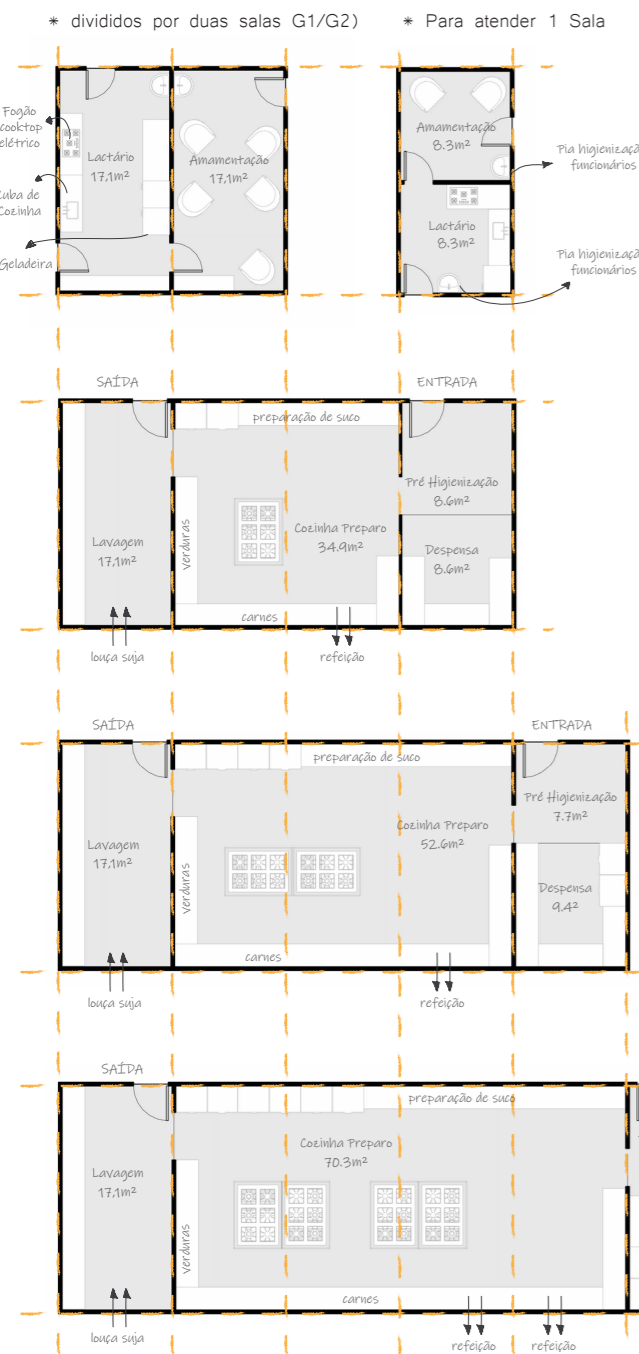 * divididos por duas salas G1/G2)
* Para atender 1 Sala
Fogão
cooktop
elétrico
Cuba de
Cozinha
Geladeira
Lactário
17,1m²
Amamentação
17,1m²
Amamentação
8.3m²
Lactário
8.3m²
Pia higienizaçã
funcionários
Pia higienizaçã
funcionários
SAÍDA
ENTRADA
preparação de suco
verduras
Lavagem
17,1m²
Cozinha Preparo
34.9m²
Pré Higienização
8.6m²
Despensa
8.6m²
carnes
louça suja
refeição
SAÍDA
ENTRADA
preparação de suco
verduras
Lavagem
17,1m²
Cozinha Preparo
52.6m²
Pré Higienização
7.7m²
Despensa
9.4²
carnes
louça suja
refeição
SAÍDA
preparação de suco
Cozinha Preparo
70.3m²
Lavagem
17,1m²
verduras
carnes
louça suja
refeição
refeição